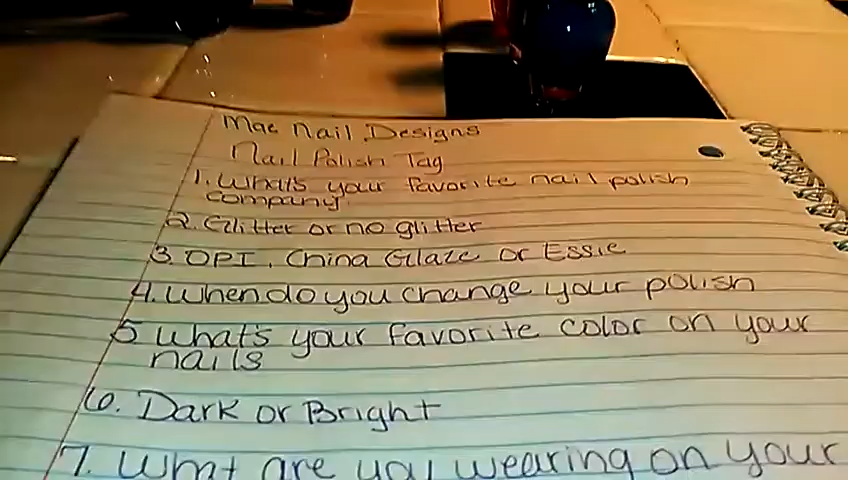 Mae Nail Designs
Nail Polish Tag
1. What's your favorite nail polish
company
2. Glitter or no glitter
3. OPI, China Glaze or Essie
4. When do you change your polish
5 What's your favorite color on your
nails
6. Dark or Bright
7. What are you wearing on your